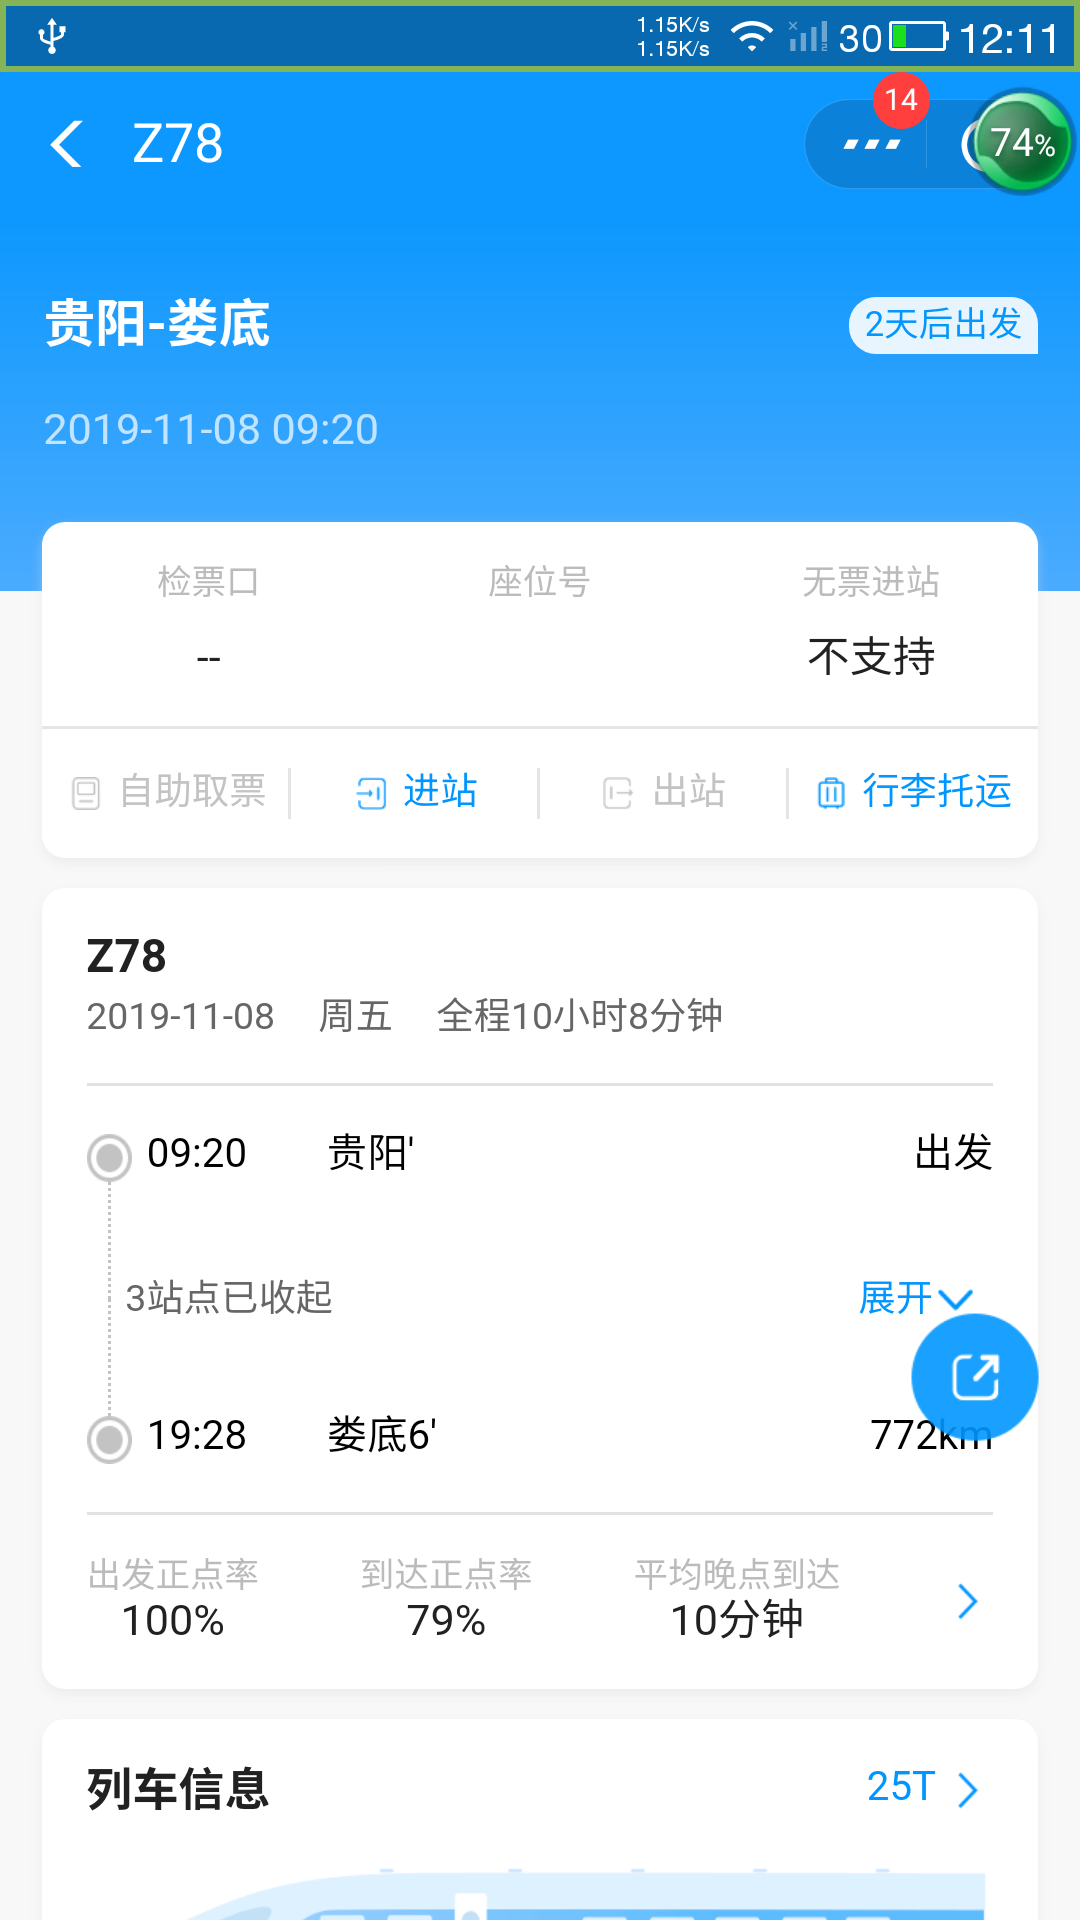 1.15K/s
1.15K/s
30
12:11
Z78
14
74%
贵阳-娄底
2天后出发
2019-11-08 09:20
检票口
座位号
无票进站
--
不支持
自助取票
进站
出站
行李托运
Z78
2019-11-08 周五 全程10小时8分钟
09:20 贵阳' 出发
3站点已收起 展开
19:28 娄底6' 772km
出发正点率 到达正点率 平均晚点到达
100% 79% 10分钟
列车信息 25T